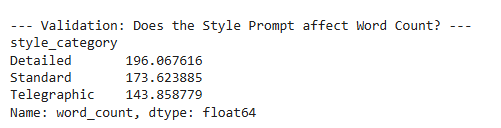 --- Validation: Does the Style Prompt affect Word Count? ---
style_category
Detailed       196.067616
Standard       173.623885
Telegraphic    143.858779
Name: word_count, dtype: float64